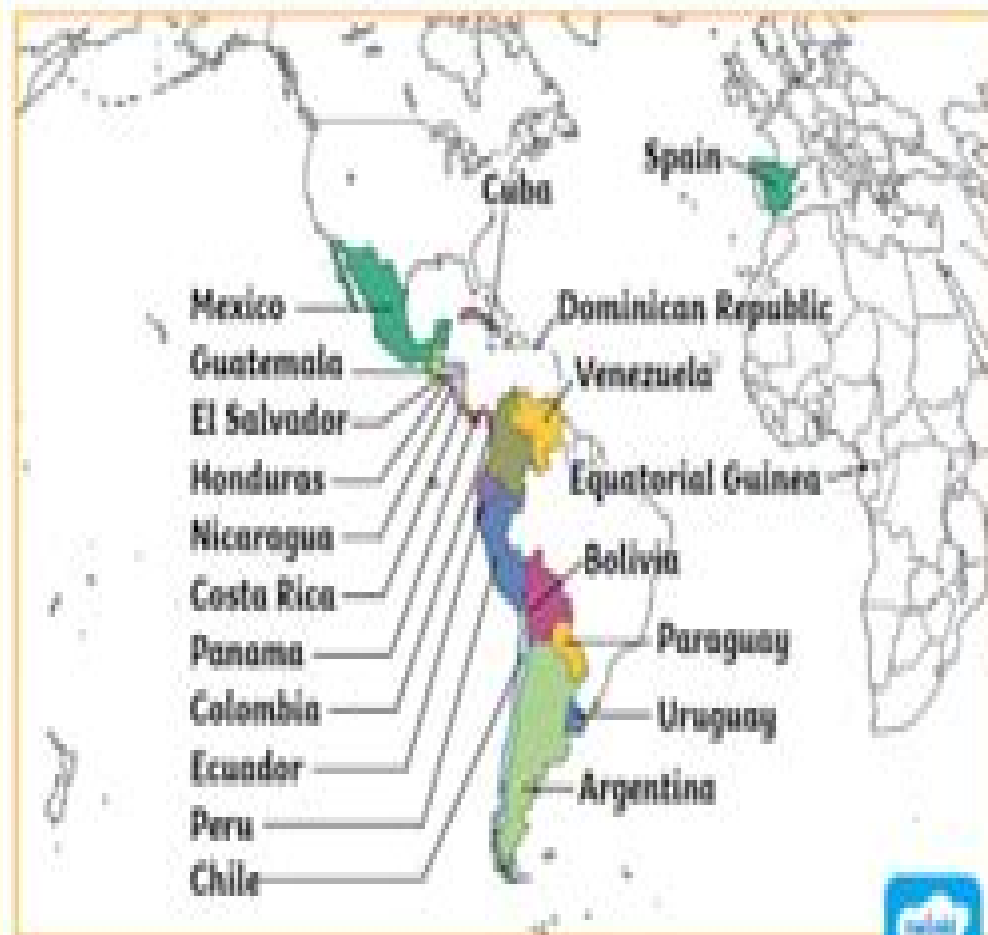 Spain
Cuba
Mexico
Dominican Republic
Guatemala
Venezuela
El Salvador
Honduras
Equatorial Guinea
Nicaragua
Bolivia
Costa Rica
Panama
Paraguay
Colombia
Uruguay
Ecuador
Argentina
Peru
Chile